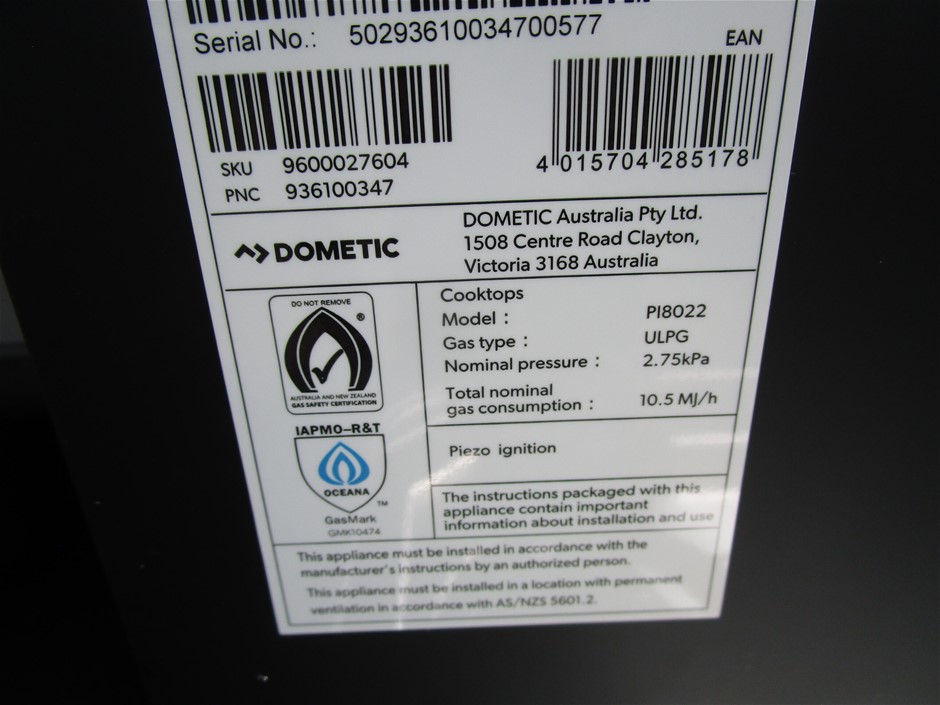 Serial No.: 50293610034700577
EAN
SKU 9600027604
PNC 936100347
4 015704 285178
DOMETIC
DOMETIC Australia Pty Ltd.
1508 Centre Road Clayton,
Victoria 3168 Australia
DO NOT REMOVE
®
AUSTRALIA AND NEW ZEALAND
GAS SAFETY CERTIFICATION
IAPMO-R&T
OCEANA
TM
GasMark
GMK10474
Cooktops
Model : PI8022
Gas type : ULPG
Nominal pressure : 2.75kPa
Total nominal
gas consumption : 10.5 MJ/h
Piezo ignition
The instructions packaged with this
appliance contain important
information about installation and use
This appliance must be installed in accordance with the
manufacturer's instructions by an authorized person.
This appliance must be installed in a location with permanent
ventilation in accordance with AS/NZS 5601.2.